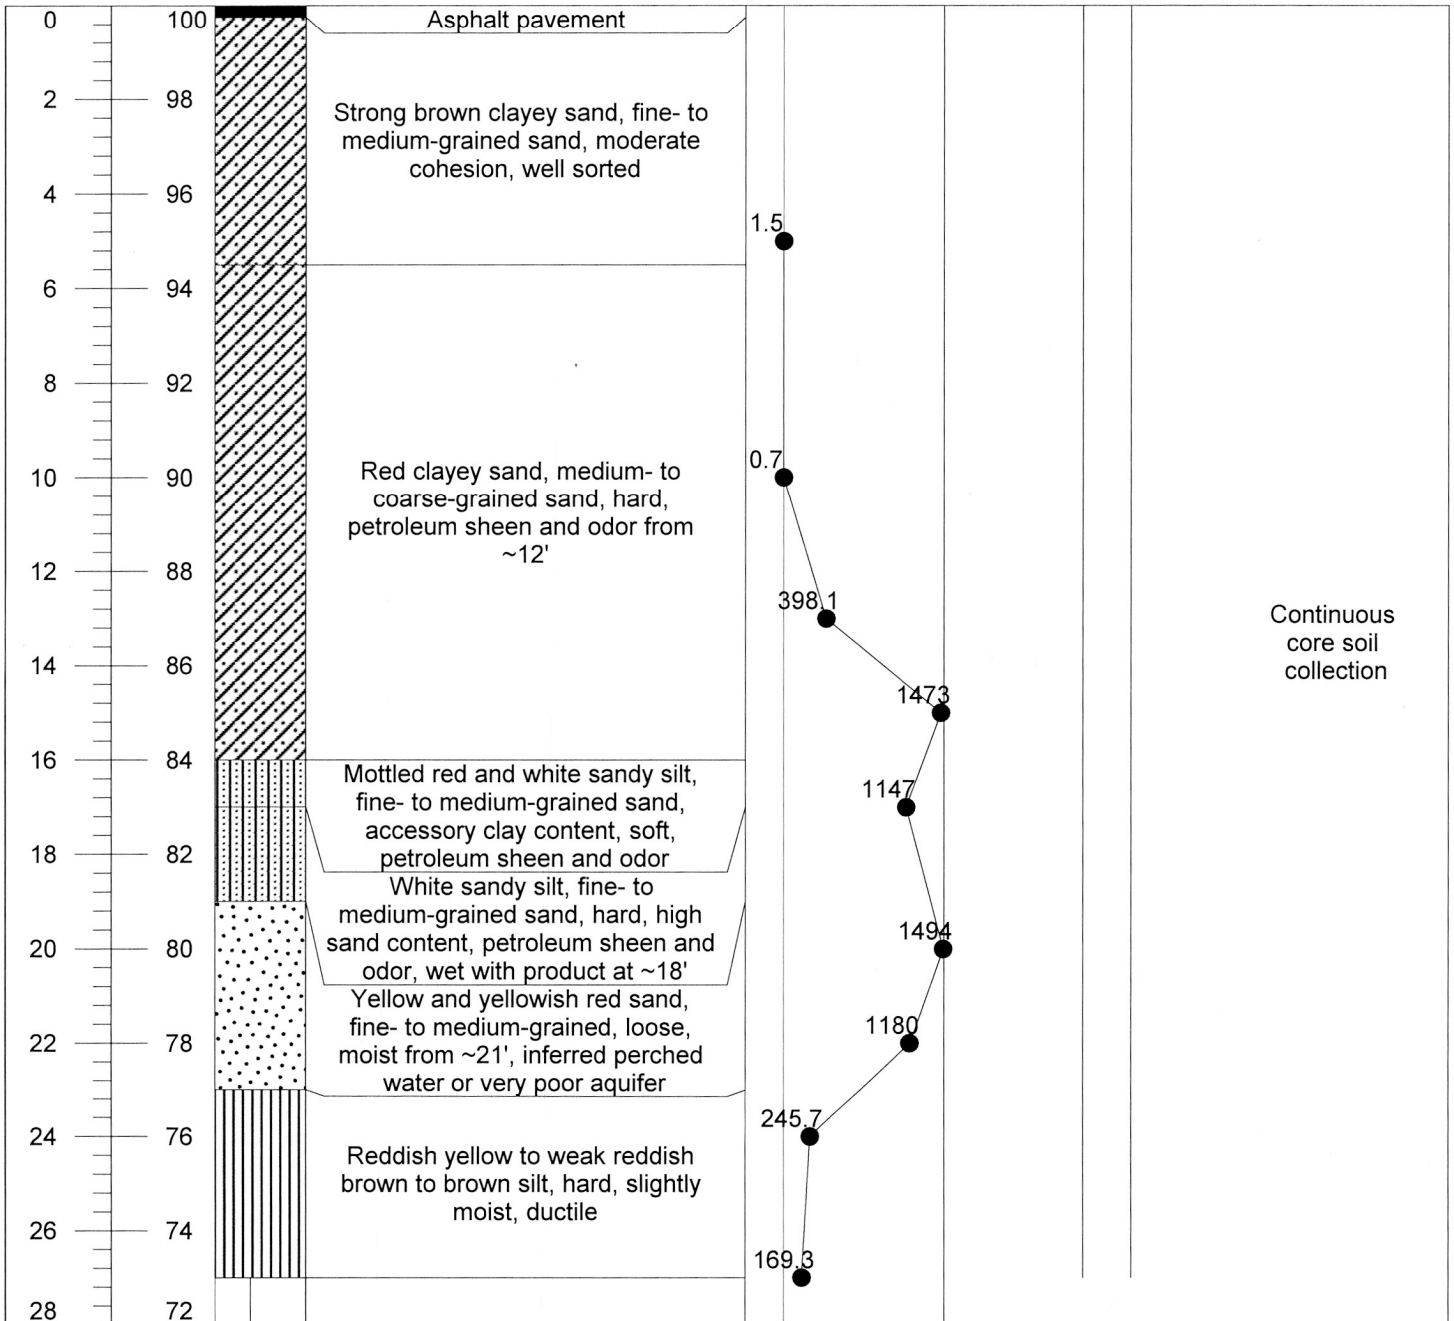 0
100
Asphalt pavement
2
98
Strong brown clayey sand, fine- to
medium-grained sand, moderate
cohesion, well sorted
4
96
1.5
6
94
8
92
10
90
Red clayey sand, medium- to
coarse-grained sand, hard,
petroleum sheen and odor from
~12'
0.7
12
88
398.1
Continuous
core soil
collection
14
86
1473
16
84
Mottled red and white sandy silt,
fine- to medium-grained sand,
accessory clay content, soft,
petroleum sheen and odor
1147
18
82
White sandy silt, fine- to
medium-grained sand, hard, high
sand content, petroleum sheen and
odor, wet with product at ~18'
1494
20
80
Yellow and yellowish red sand,
fine- to medium-grained, loose,
moist from ~21', inferred perched
water or very poor aquifer
1180
22
78
245.7
24
76
Reddish yellow to weak reddish
brown to brown silt, hard, slightly
moist, ductile
26
74
169.3
28
72